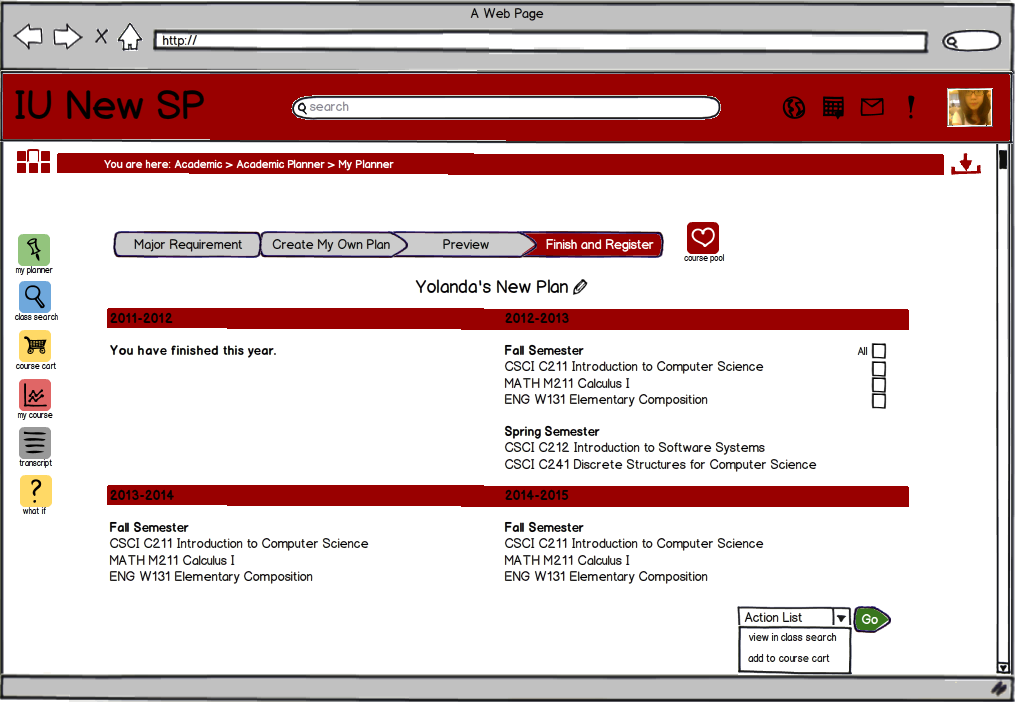 A Web Page
http://
IU New SP
search
You are here: Academic > Academic Planner > My Planner
Major Requirement
Create My Own Plan
Preview
Finish and Register
course pool
my planner
class search
course cart
my course
transcript
what if
Yolanda's New Plan
2011-2012
2012-2013
You have finished this year.
Fall Semester
All
CSCI C211 Introduction to Computer Science
MATH M211 Calculus I
ENG W131 Elementary Composition
Spring Semester
CSCI C212 Introduction to Software Systems
CSCI C241 Discrete Structures for Computer Science
2013-2014
2014-2015
Fall Semester
CSCI C211 Introduction to Computer Science
MATH M211 Calculus I
ENG W131 Elementary Composition
Fall Semester
CSCI C211 Introduction to Computer Science
MATH M211 Calculus I
ENG W131 Elementary Composition
Action List
Go
view in class search
add to course cart